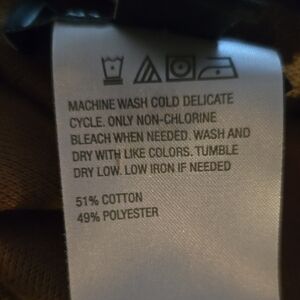 MACHINE WASH COLD DELICATE
CYCLE. ONLY NON-CHLORINE
BLEACH WHEN NEEDED. WASH AND
DRY WITH LIKE COLORS. TUMBLE
DRY LOW. LOW IRON IF NEEDED
51% COTTON
49% POLYESTER